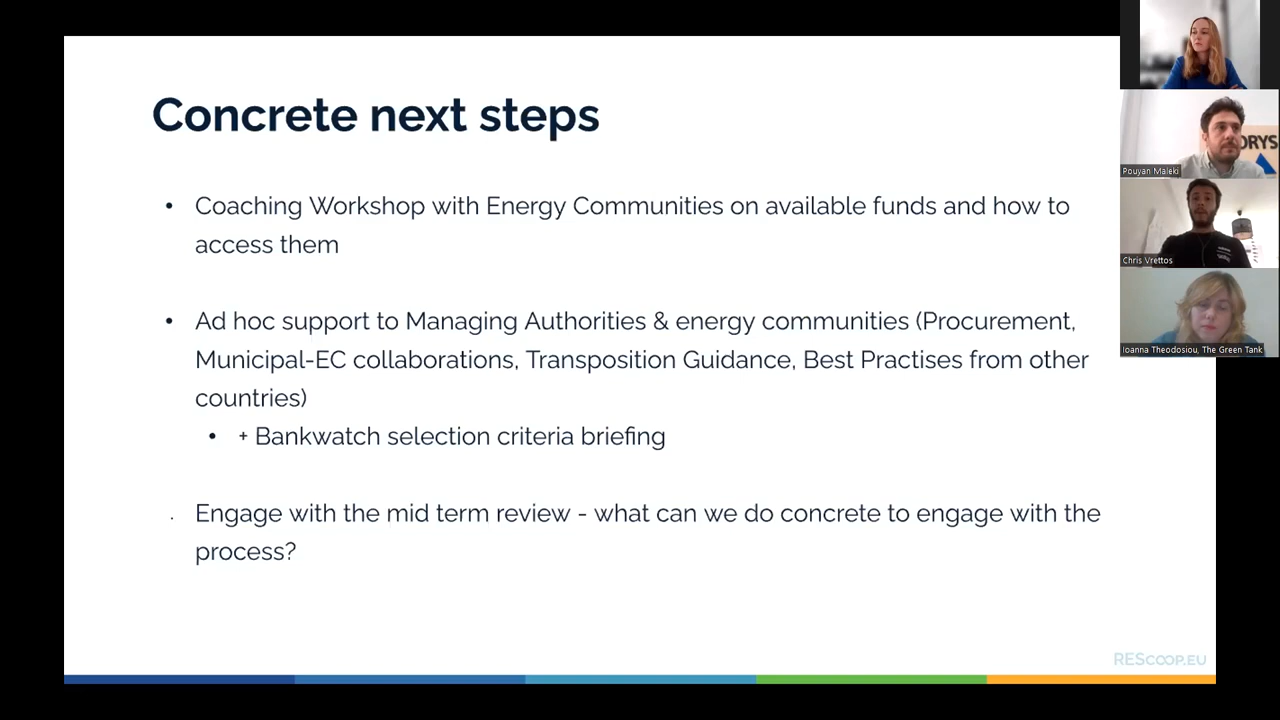 Concrete next steps
• Coaching Workshop with Energy Communities on available funds and how to
access them
• Ad hoc support to Managing Authorities & energy communities (Procurement,
Municipal-EC collaborations, Transposition Guidance, Best Practises from other
countries)
• + Bankwatch selection criteria briefing
. Engage with the mid term review - what can we do concrete to engage with the
process?
REScoop.EU
DRYS
Pouyan Maleki
Chris Vrettos
Ioanna Theodosiou, The Green Tank